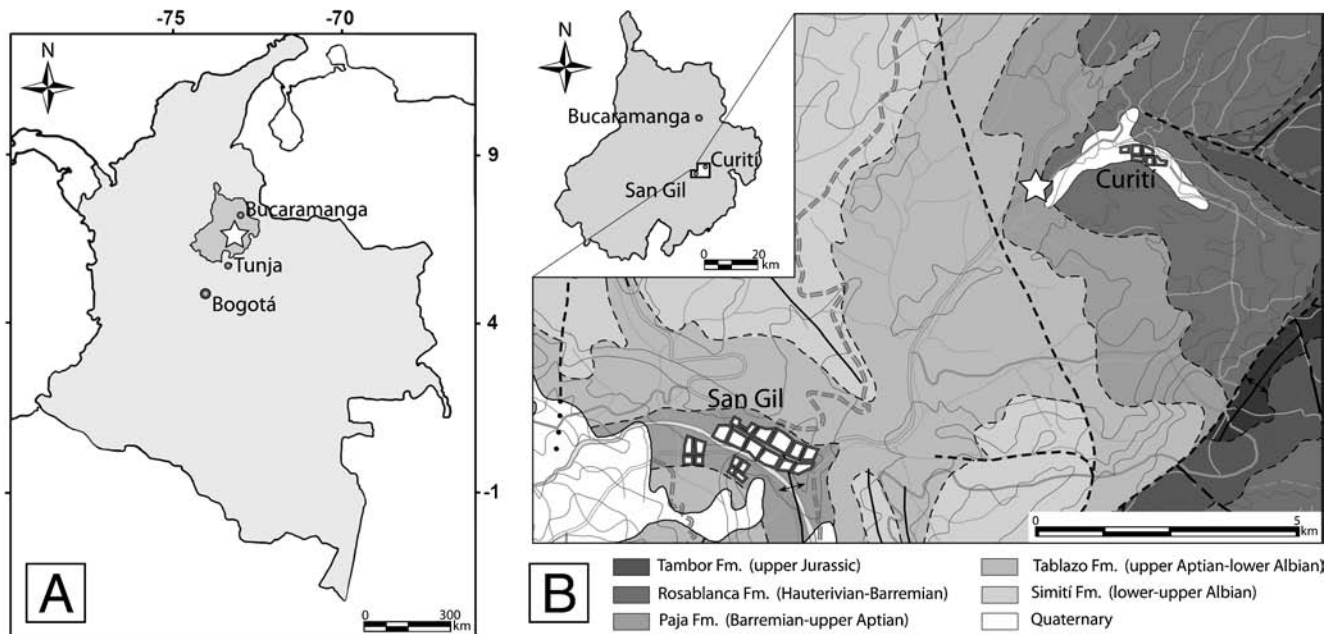 -75
-70
N
9
4
-1
Bucaramanga
Tunja
Bogotá
A
0
300
km
N
Bucaramanga
Curití
San Gil
0
20
km
Curití
San Gil
0
5
km
B
Tambor Fm. (upper Jurassic)
Rosablanca Fm. (Hauterivian-Barremian)
Paja Fm. (Barremian-upper Aptian)
Tablazo Fm. (upper Aptian-lower Albian)
Simití Fm. (lower-upper Albian)
Quaternary